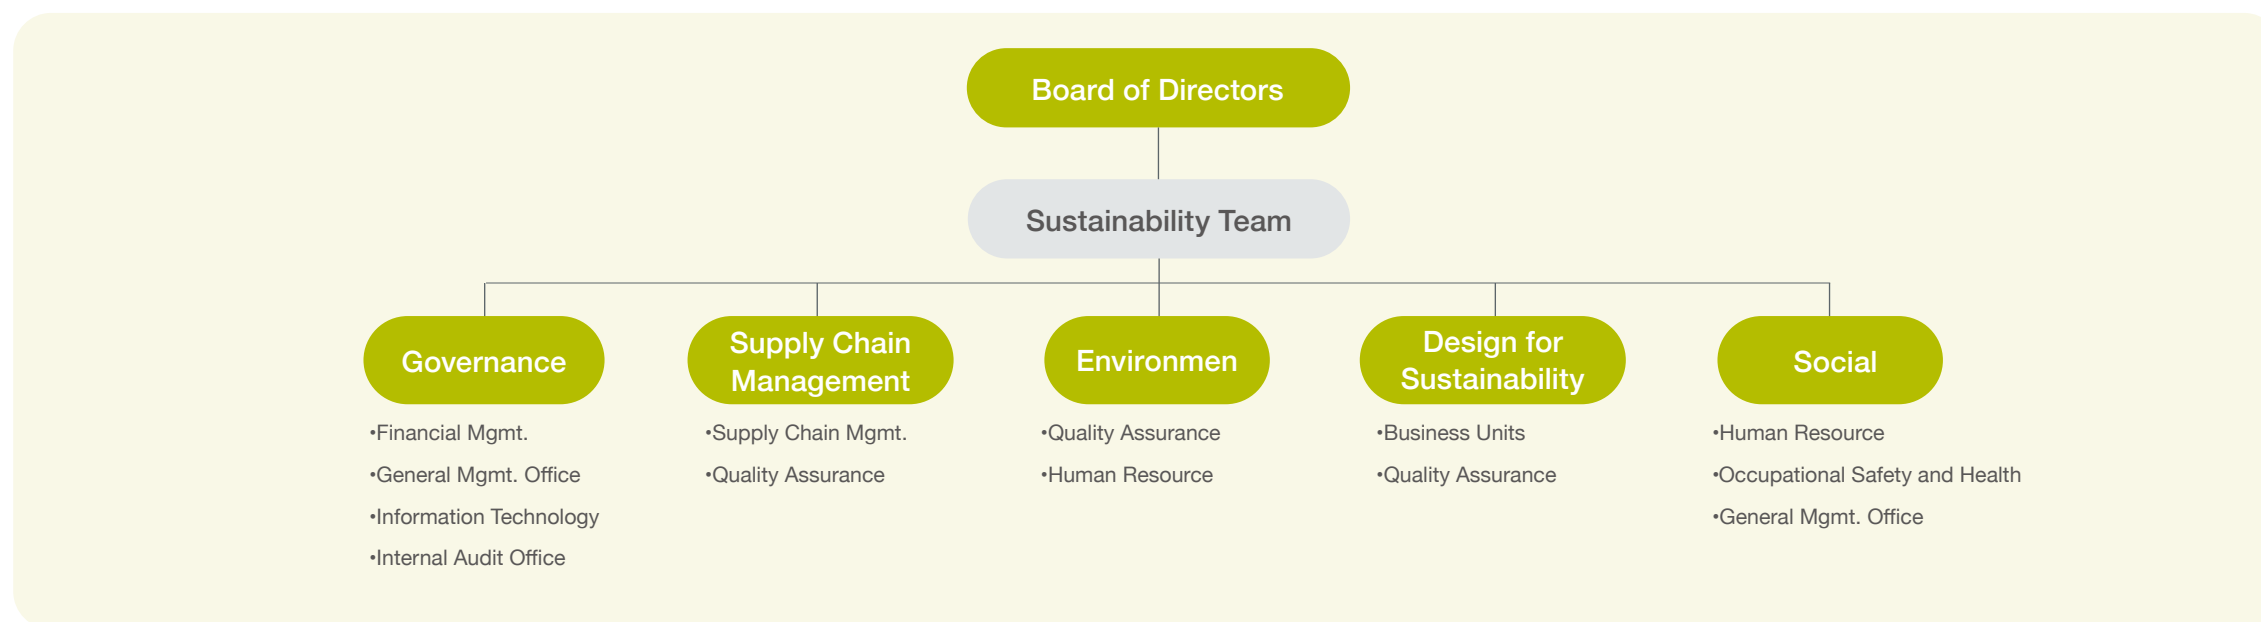 Board of Directors
Sustainability Team
Governance
•Financial Mgmt.
•General Mgmt. Office
•Information Technology
•Internal Audit Office
Supply Chain
Management
•Supply Chain Mgmt.
•Quality Assurance
Environmen
•Quality Assurance
•Human Resource
Design for
Sustainability
•Business Units
•Quality Assurance
Social
•Human Resource
•Occupational Safety and Health
•General Mgmt. Office